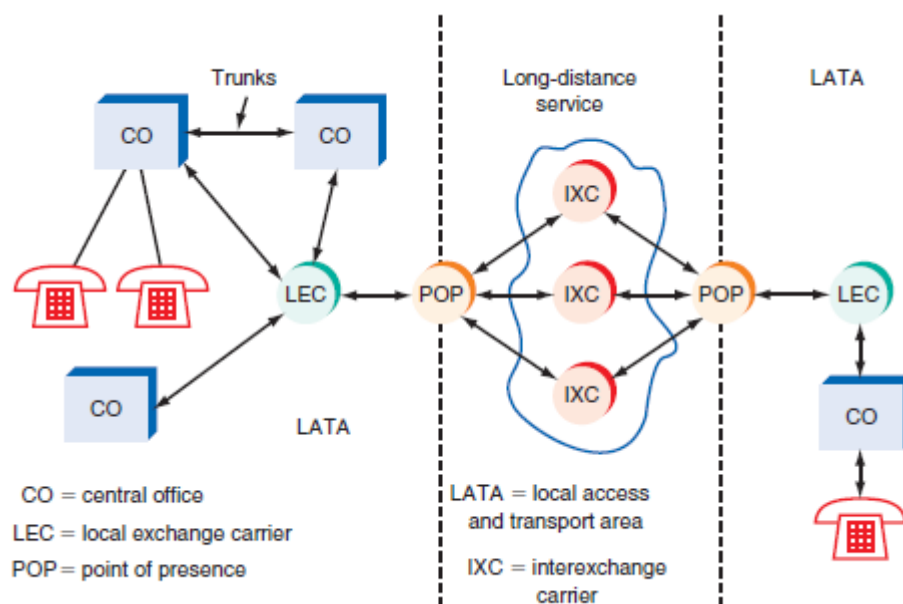 Trunks
Long-distance
service
LATA
CO
CO
IXC
LEC
POP
IXC
POP
LEC
IXC
CO
CO
LATA
CO = central office
LEC = local exchange carrier
POP = point of presence
LATA = local access
and transport area
IXC = interexchange
carrier